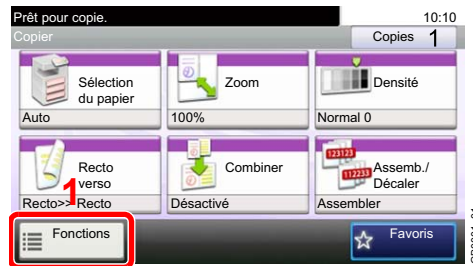 Prêt pour copie.
10:10
Copier
Copies 1
Sélection
du papier
Auto
Zoom
100%
Densité
Normal 0
Recto
verso
Recto>> Recto
1
Combiner
Désactivé
123123
112233
Assemb./
Décaler
Assembler
Fonctions
Favoris